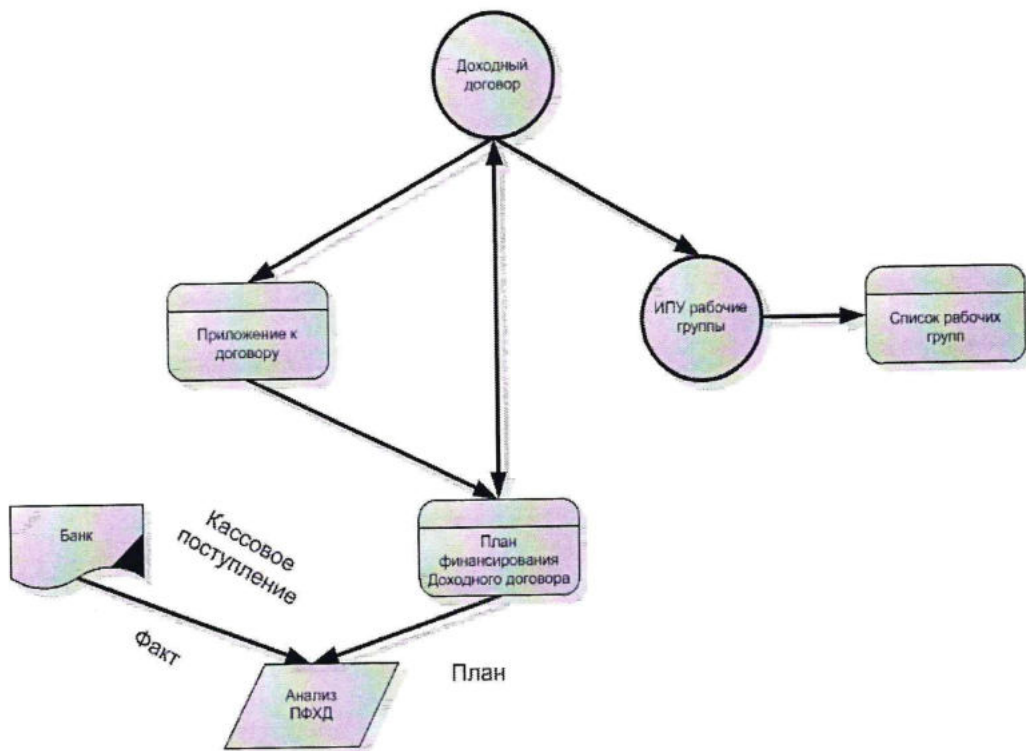 Доходный
договор
Приложение к
договору
ИПУ рабочие
группы
Список рабочих
групп
Банк
Кассовое
поступление
План
финансирования
Доходного договора
Факт
План
Анализ
ПФХД